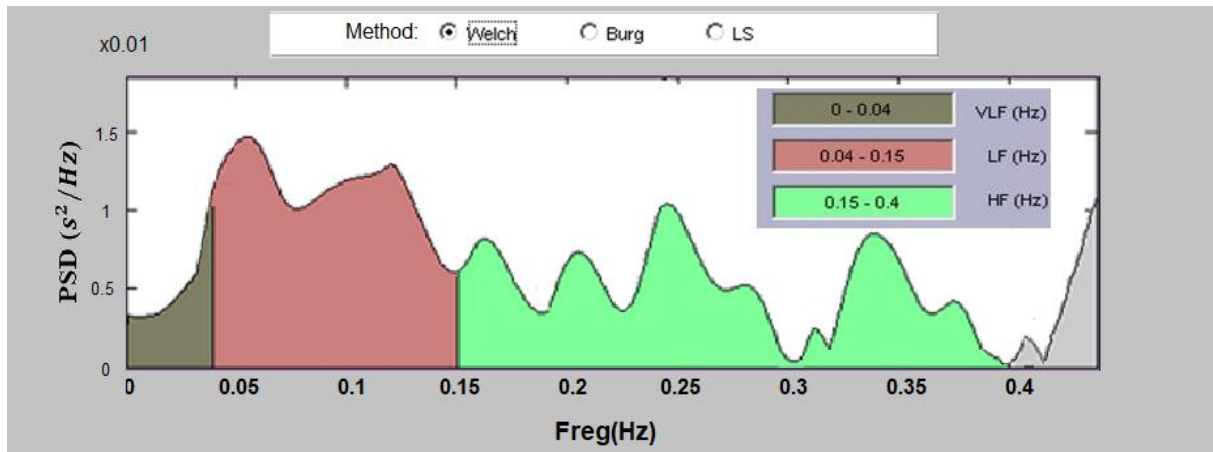 Method: Welch Burg LS
x0.01
0 - 0.04 VLF (Hz)
0.04 - 0.15 LF (Hz)
0.15 - 0.4 HF (Hz)
1.5
1
0.5
0
PSD (s²/Hz)
0 0.05 0.1 0.15 0.2 0.25 0.3 0.35 0.4
Freg(Hz)